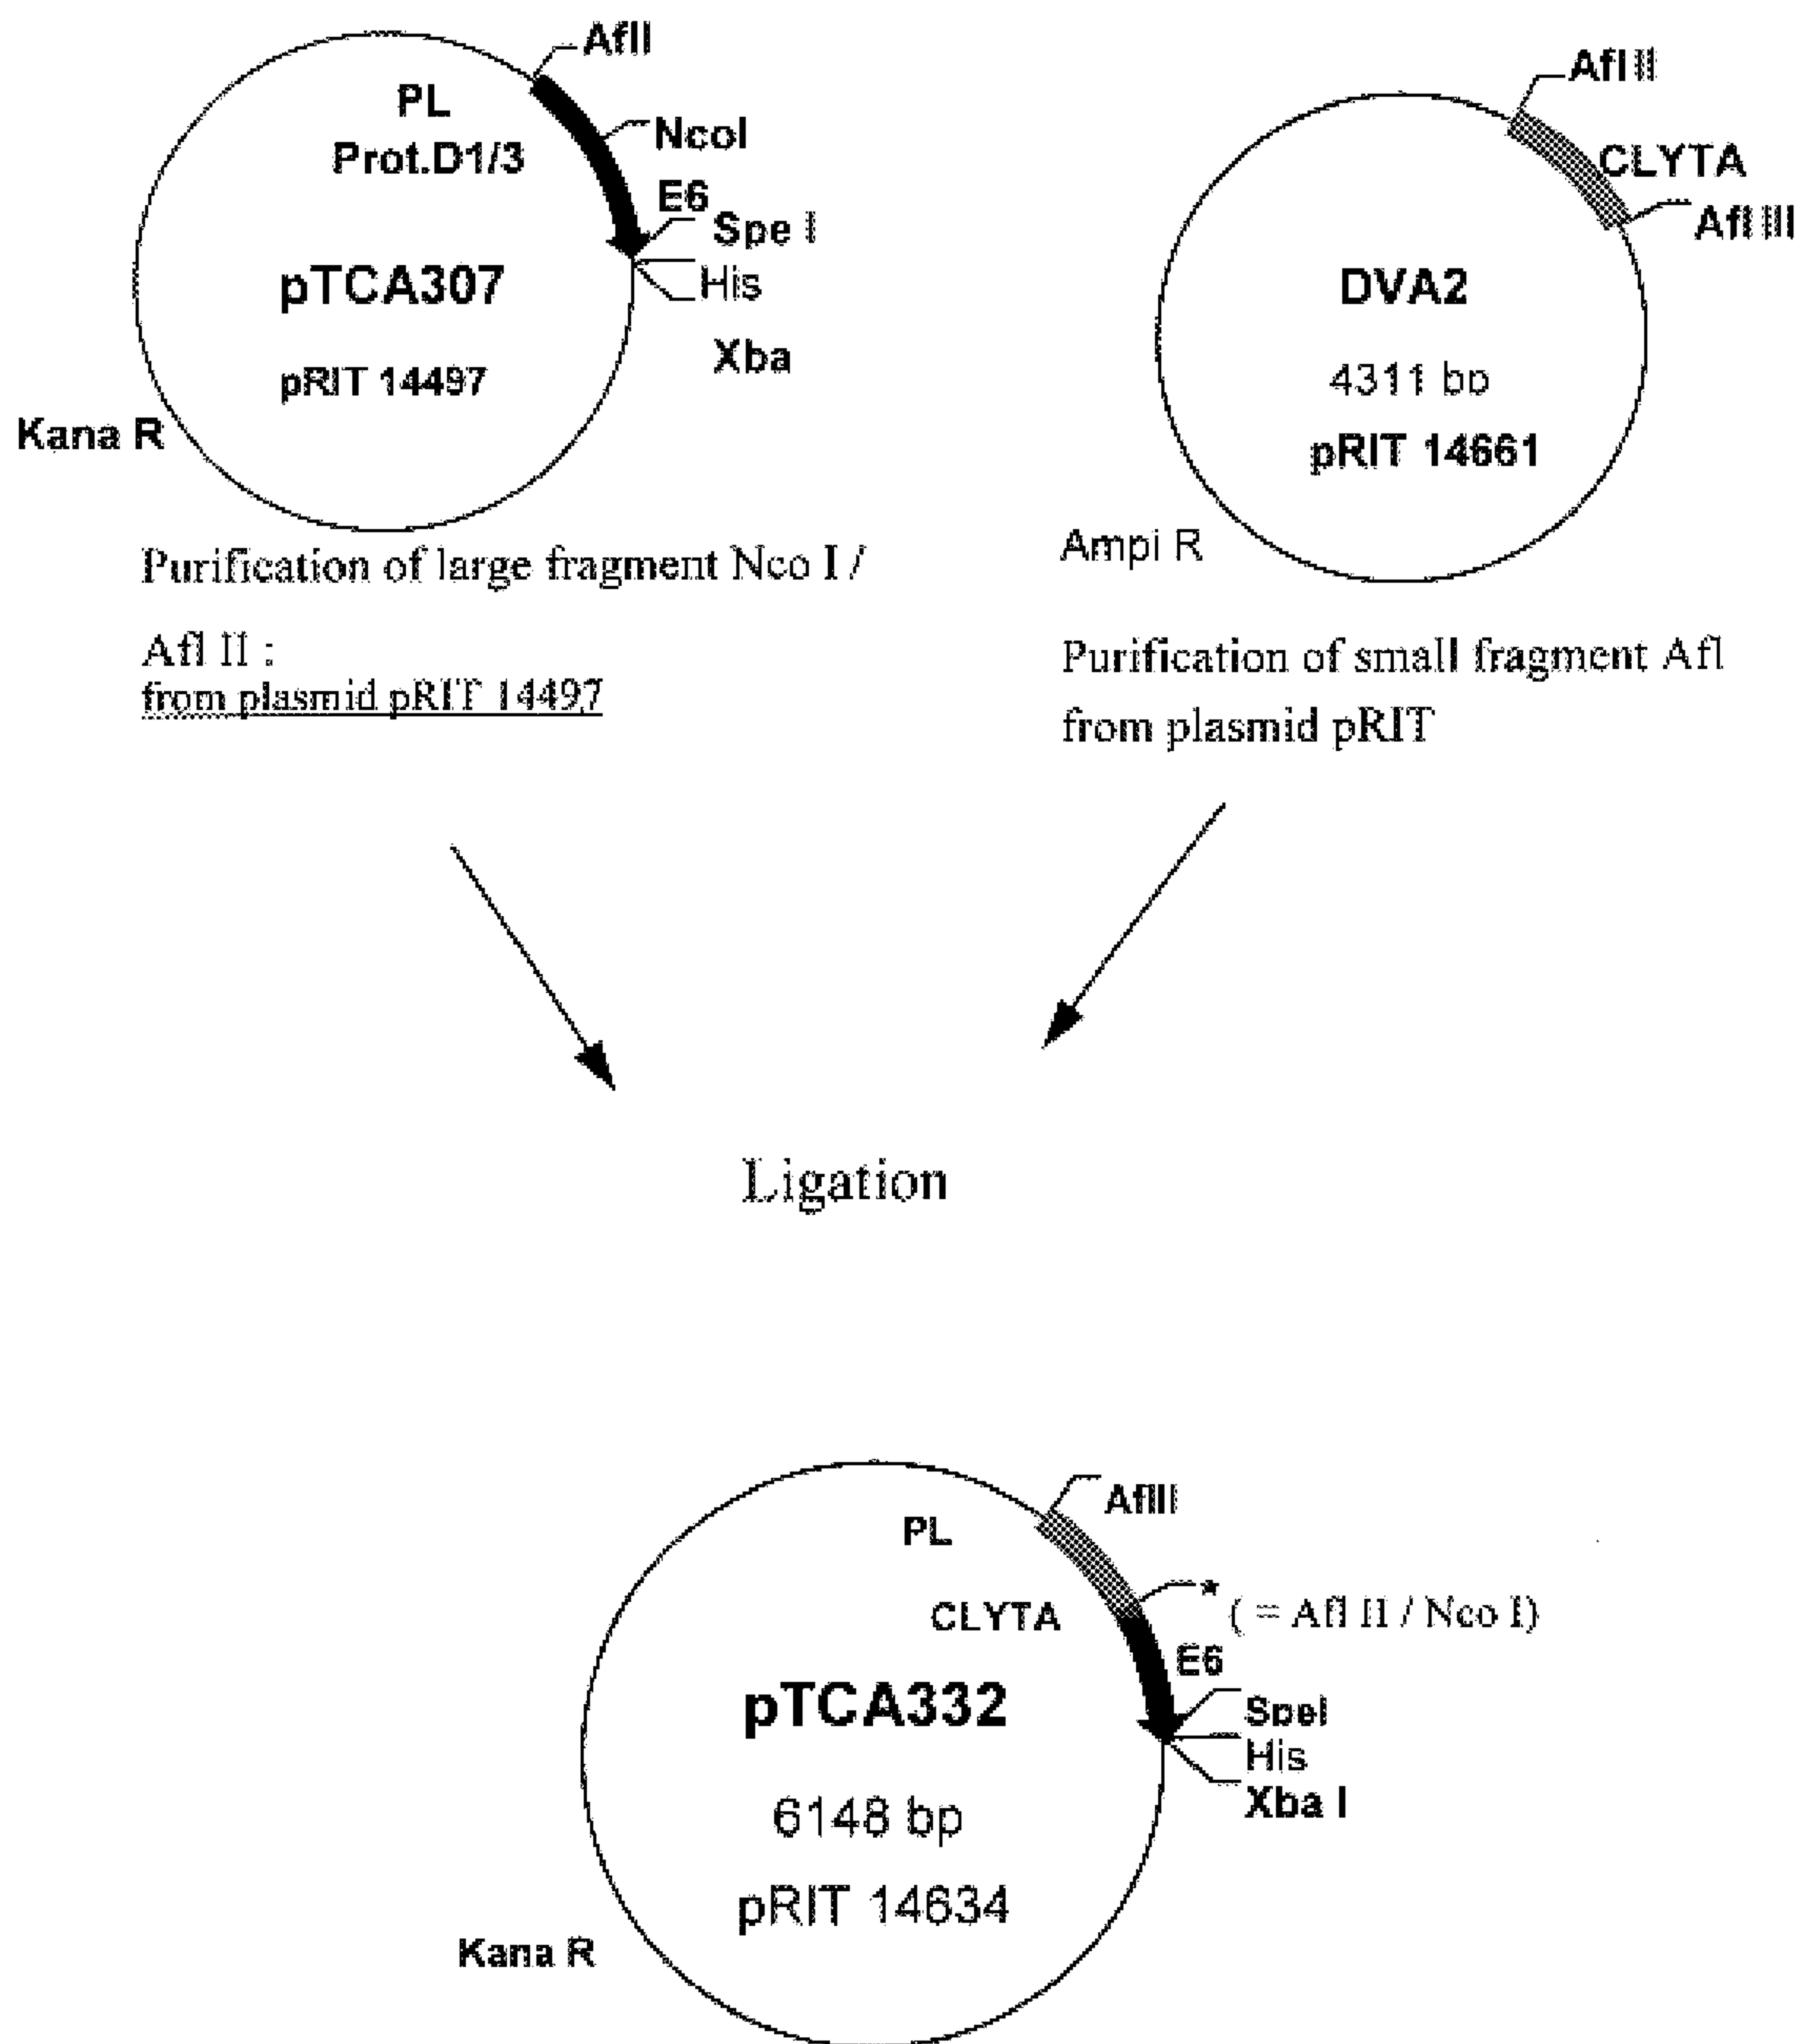 AflII
PL
Prot.D1/3
NcoI
E6
Spe I
His
pTCA307
Xba
pRIT 14497
Kana R
Purification of large fragment Nco I /
Afl II :
from plasmid pRIT 14497
Afl II
CLYTA
Afl III
DVA2
4311 bp
pRIT 14661
Ampi R
Purification of small fragment Afl
from plasmid pRIT
Ligation
AflII
PL
*
( = Afl II / Nco I)
CLYTA
E6
SpeI
His
Xba I
pTCA332
6148 bp
pRIT 14634
Kana R